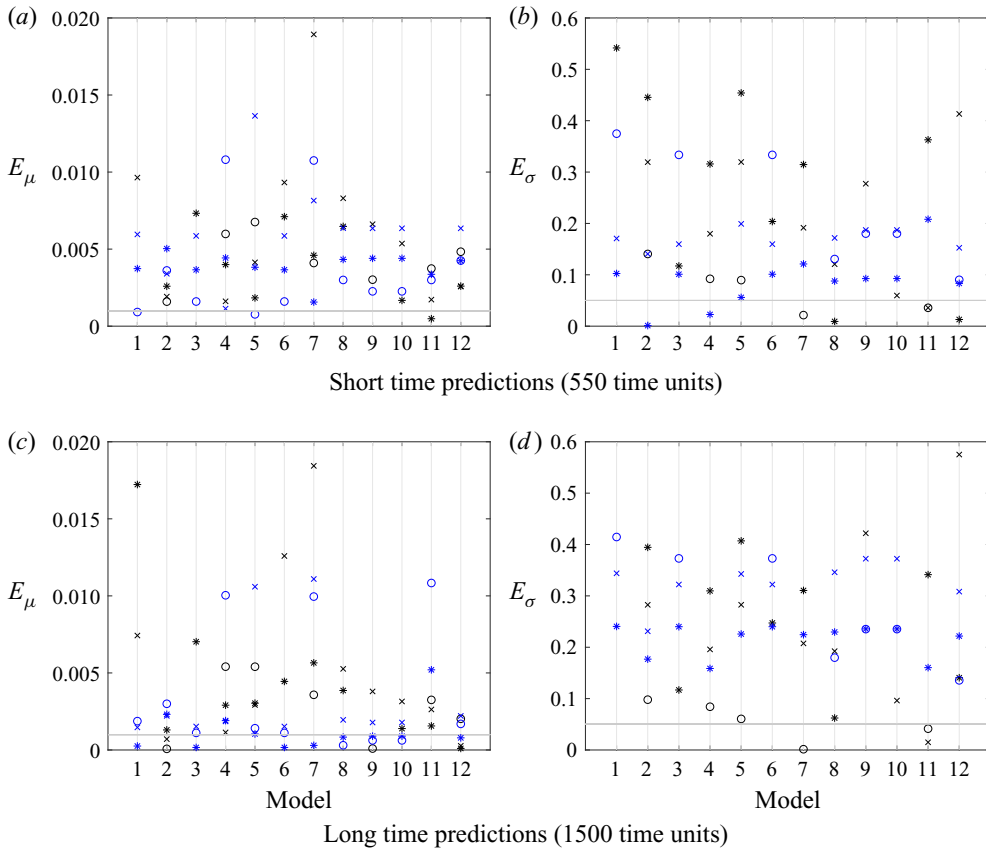 (a) 0.020 (b) 0.6
0.5
0.015
0.4
Eμ 0.010 Eσ 0.3
0.2
0.005
0.1
0 0
1 2 3 4 5 6 7 8 9 10 11 12 1 2 3 4 5 6 7 8 9 10 11 12
Short time predictions (550 time units)
(c) 0.020 (d) 0.6
0.5
0.015
0.4
Eμ 0.010 Eσ 0.3
0.2
0.005
0.1
0 0
1 2 3 4 5 6 7 8 9 10 11 12 1 2 3 4 5 6 7 8 9 10 11 12
Model Model
Long time predictions (1500 time units)